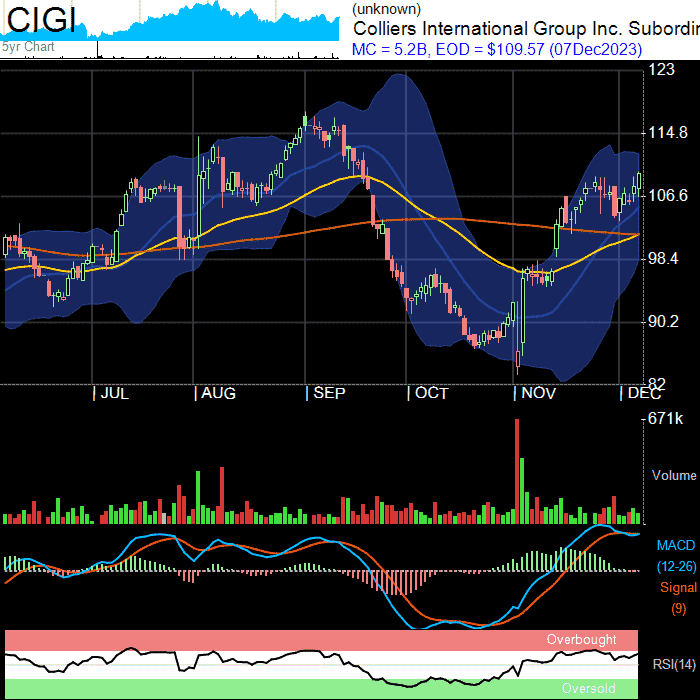 CIGI
5yr Chart
(unknown)
Colliers International Group Inc. Subordin
MC = 5.2B, EOD = $109.57 (07Dec2023)
123
114.8
106.6
98.4
90.2
82
JUL AUG SEP OCT NOV DEC
671k
Volume
MACD
(12-26)
Signal
(9)
Overbought
RSI(14)
Oversold